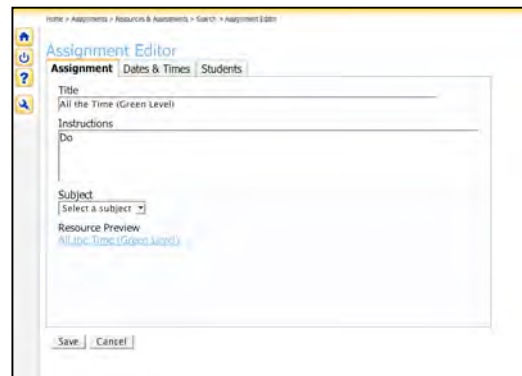 Home > Assignments > Resources & Assessments > Search > Assignment Editor
Assignment Editor
Assignment Dates & Times Students
Title
All the Time (Green Level)
Instructions
Do
Subject
Select a subject
Resource Preview
All the Time (Green Level)
Save Cancel